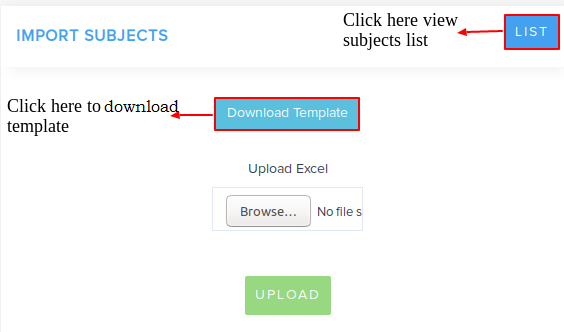 Click here view
subjects list
LIST
IMPORT SUBJECTS
Click here to download
template
Download Template
Upload Excel
Browse... No file s
UPLOAD